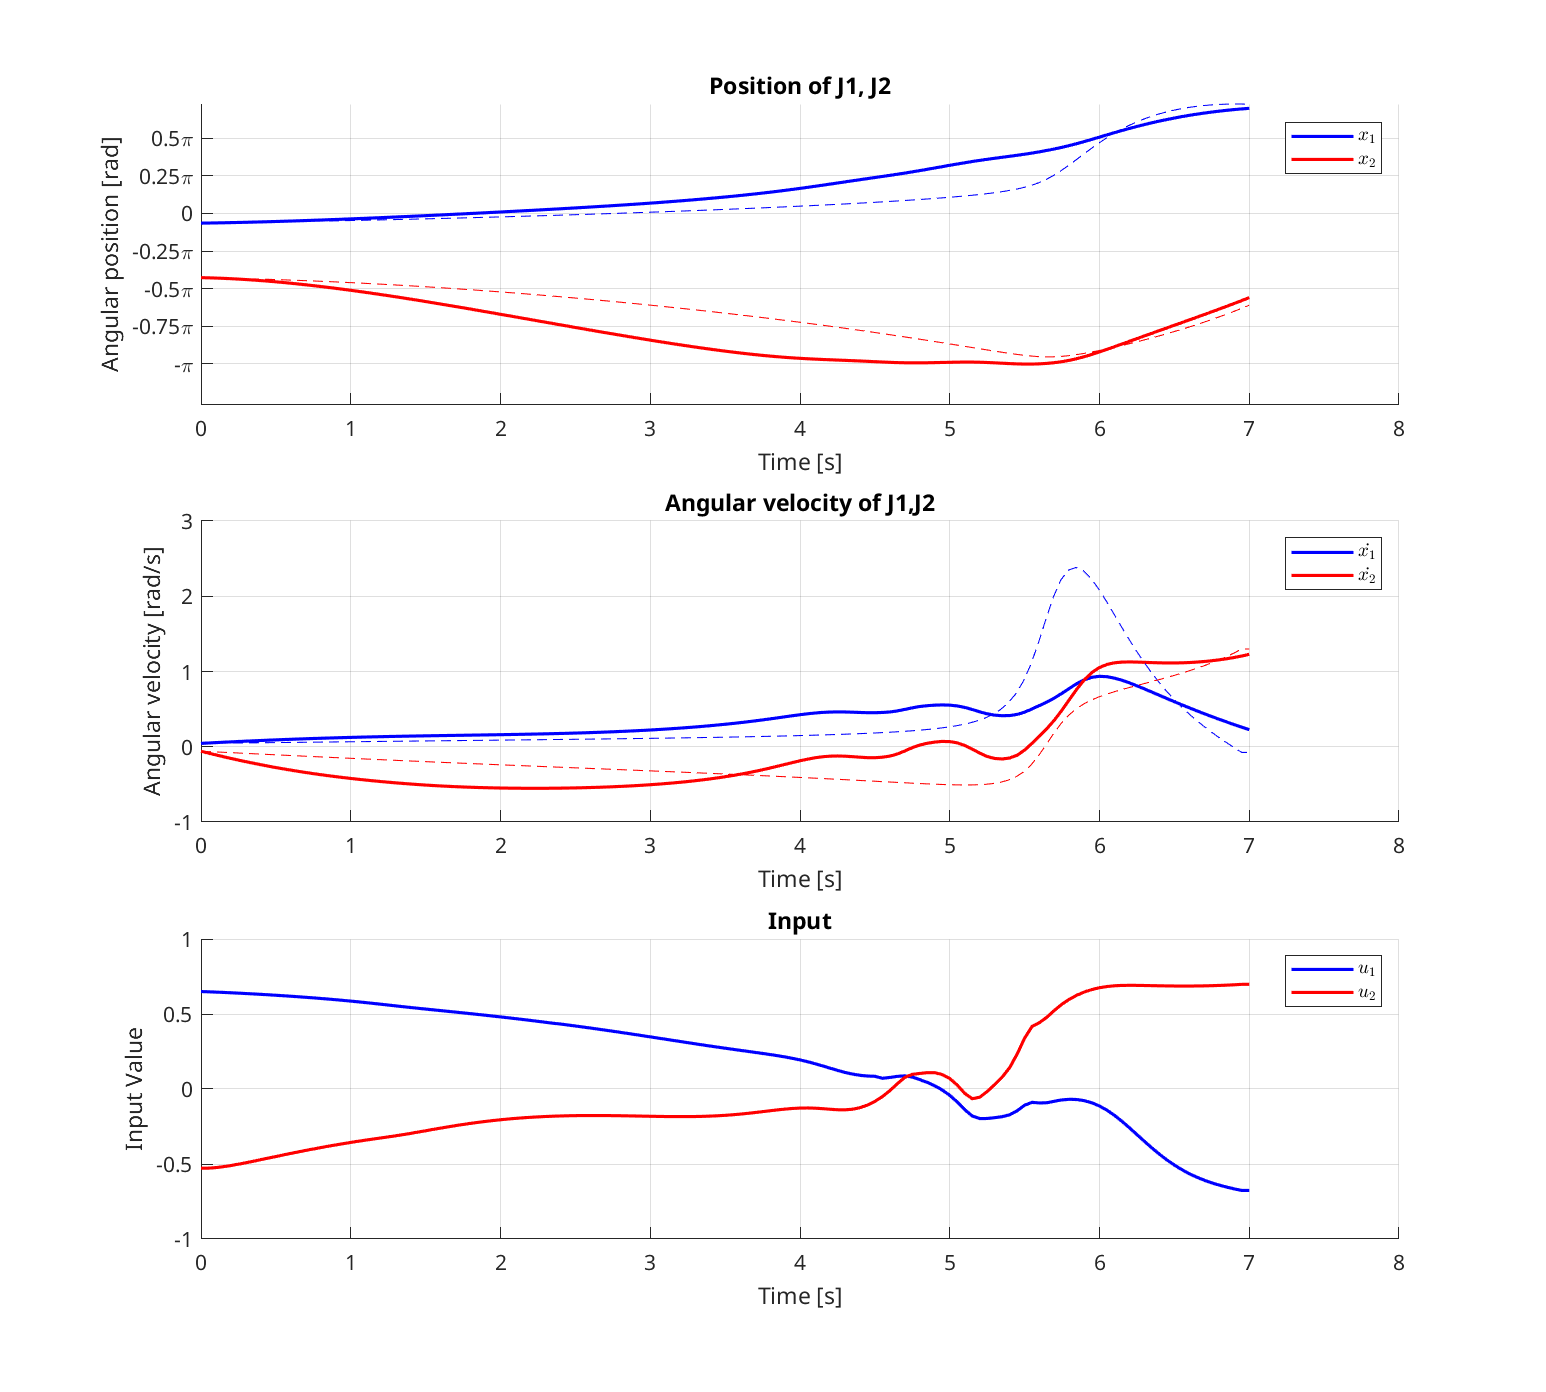 Position of J1, J2
Angular position [rad]
0.5π
0.25π
0
-0.25π
-0.5π
-0.75π
-π
x₁
x₂
0 1 2 3 4 5 6 7 8
Time [s]
Angular velocity of J1,J2
Angular velocity [rad/s]
3
2
1
0
-1
ẋ₁
ẋ₂
0 1 2 3 4 5 6 7 8
Time [s]
Input
Input Value
1
0.5
0
-0.5
-1
u₁
u₂
0 1 2 3 4 5 6 7 8
Time [s]